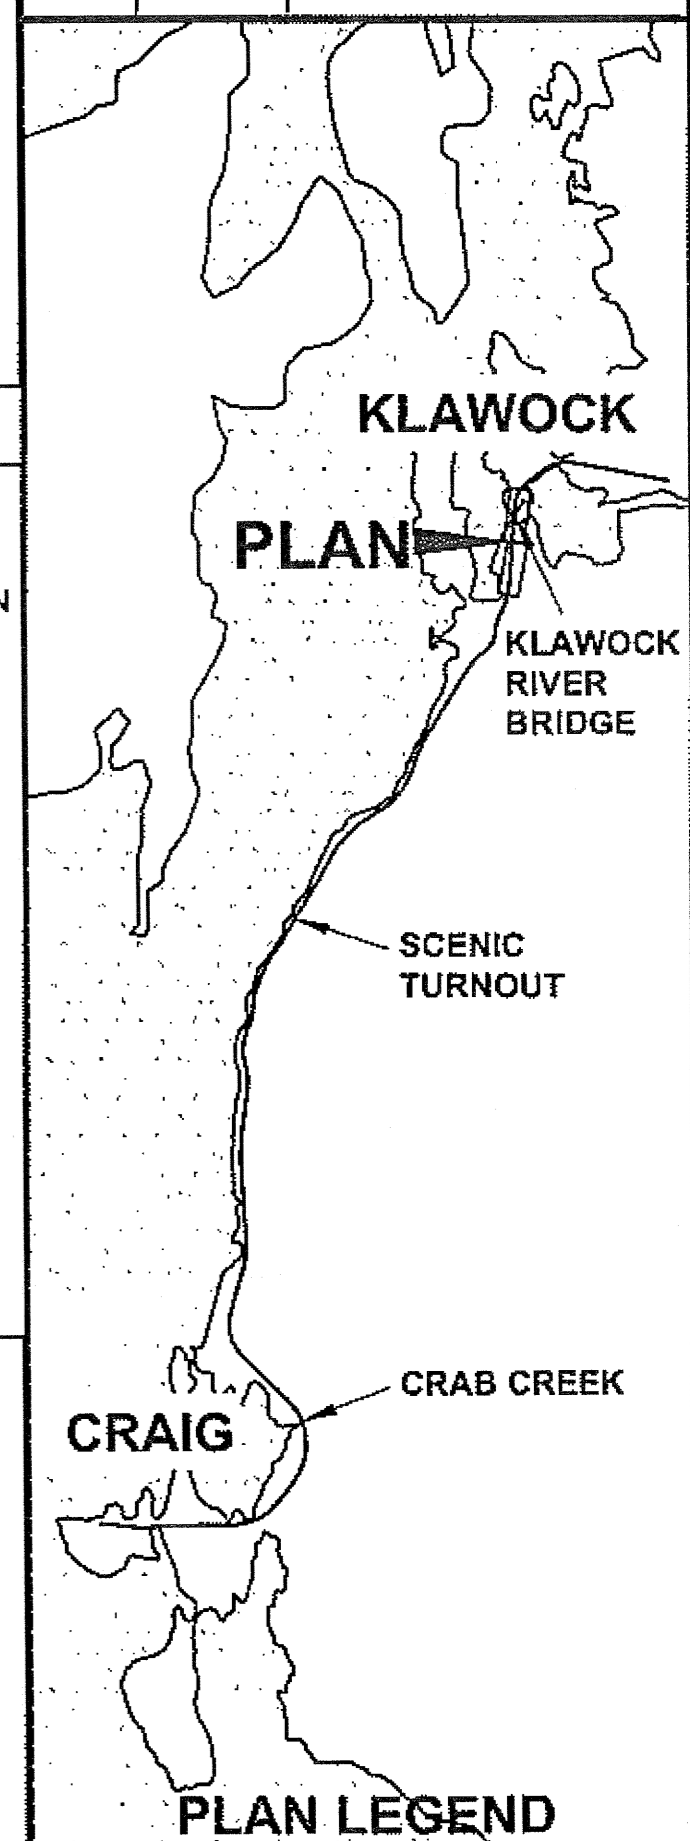 KLAWOCK
PLAN
KLAWOCK
RIVER
BRIDGE
SCENIC
TURNOUT
CRAB CREEK
CRAIG
PLAN LEGEND